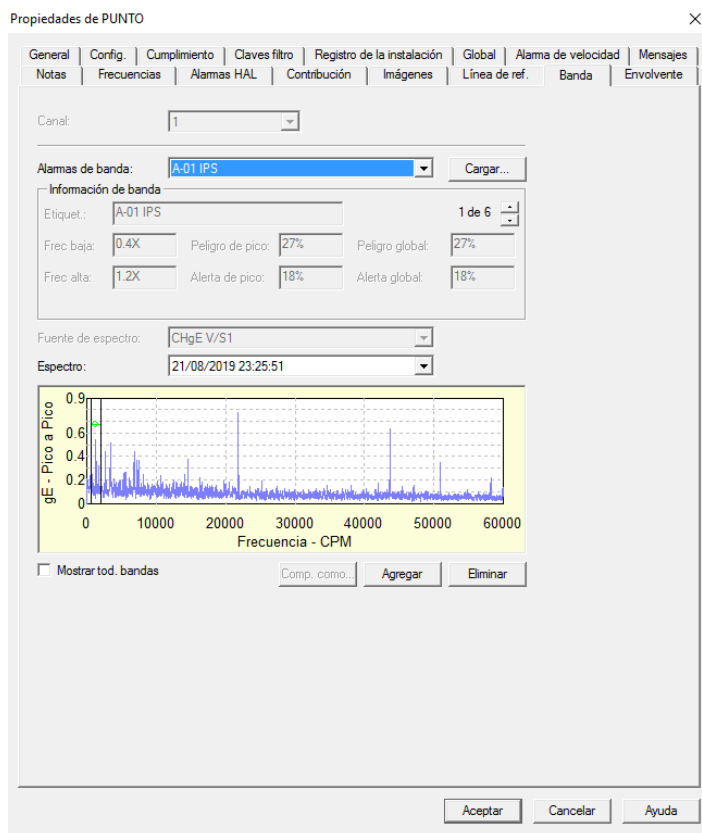 Propiedades de PUNTO
General Config. Cumplimiento Claves filtro Registro de la instalación Global Alarma de velocidad Mensajes
Notas Frecuencias Alarmas HAL Contribución Imágenes Línea de ref. Banda Envolvente
Canal: 1
Alarmas de banda: A-01 IPS Cargar...
Información de banda
Etiquet.: A-01 IPS 1 de 6
Frec baja: 0.4X Peligro de pico: 27% Peligro global: 27%
Frec alta: 1.2X Alerta de pico: 18% Alerta global: 18%
Fuente de espectro: CHgE V/S1
Espectro: 21/08/2019 23:25:51
gE - Pico a Pico
0.9
0.6
0.4
0.2
0
0 10000 20000 30000 40000 50000 60000
Frecuencia - CPM
Mostrar tod. bandas Comp. como... Agregar Eliminar
Aceptar Cancelar Ayuda